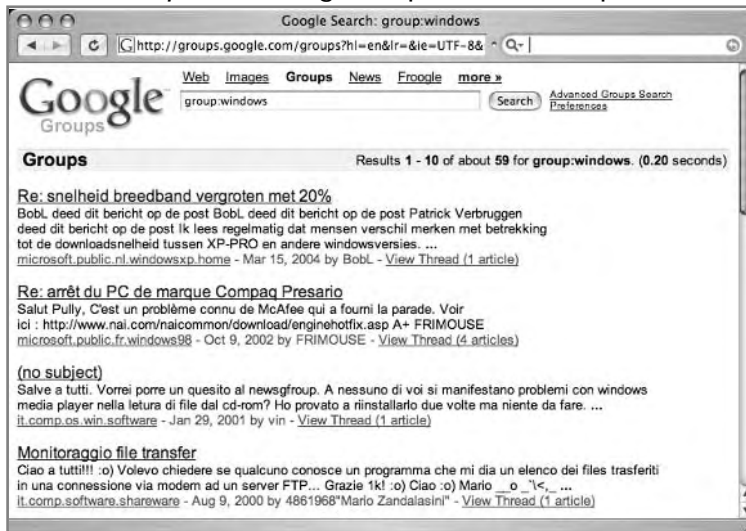 Google Search: group:windows
http://groups.google.com/groups?hl=en&lr=&ie=UTF-8&
Q
Web Images Groups News Froogle more »
Google
Groups
group:windows
Search
Advanced Groups Search
Preferences
Groups
Results 1 - 10 of about 59 for group:windows. (0.20 seconds)
Re: snelheid breedband vergroten met 20%
BobL deed dit bericht op de post BobL deed dit bericht op de post Patrick Verbruggen
deed dit bericht op de post Ik lees regelmatig dat mensen verschil merken met betrekking
tot de downloadsnelheid tussen XP-PRO en andere windowsversies. ...
microsoft.public.nl.windowsxp.home - Mar 15, 2004 by BobL - View Thread (1 article)
Re: arrêt du PC de marque Compaq Presario
Salut Pully, C'est un problème connu de McAfee qui a fourni la parade. Voir
ici : http://www.nai.com/naicommon/download/enginehotfix.asp A+ FRIMOUSE
microsoft.public.fr.windows98 - Oct 9, 2002 by FRIMOUSE - View Thread (4 articles)
(no subject)
Salve a tutti. Vorrei porre un quesito al newsgfroup. A nessuno di voi si manifestano problemi con windows
media player nella letura di file dal cd-rom? Ho provato a riinstallarlo due volte ma niente da fare. ...
it.comp.os.win.software - Jan 29, 2001 by vin - View Thread (1 article)
Monitoraggio file transfer
Ciao a tutti!!! :o) Volevo chiedere se qualcuno conosce un programma che mi dia un elenco dei files trasferiti
in una connessione via modem ad un server FTP... Grazie 1k! :o) Ciao :o) Mario __o _`\<,_ ...
it.comp.software.shareware - Aug 9, 2000 by 4861968"Mario Zandalasini" - View Thread (1 article)